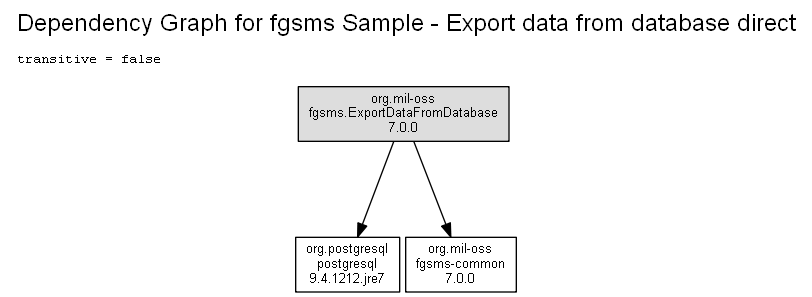 Dependency Graph for fgsms Sample - Export data from database direct
transitive = false
org.mil-oss
fgsms.ExportDataFromDatabase
7.0.0
org.postgresql
postgresql
9.4.1212.jre7
org.mil-oss
fgsms-common
7.0.0